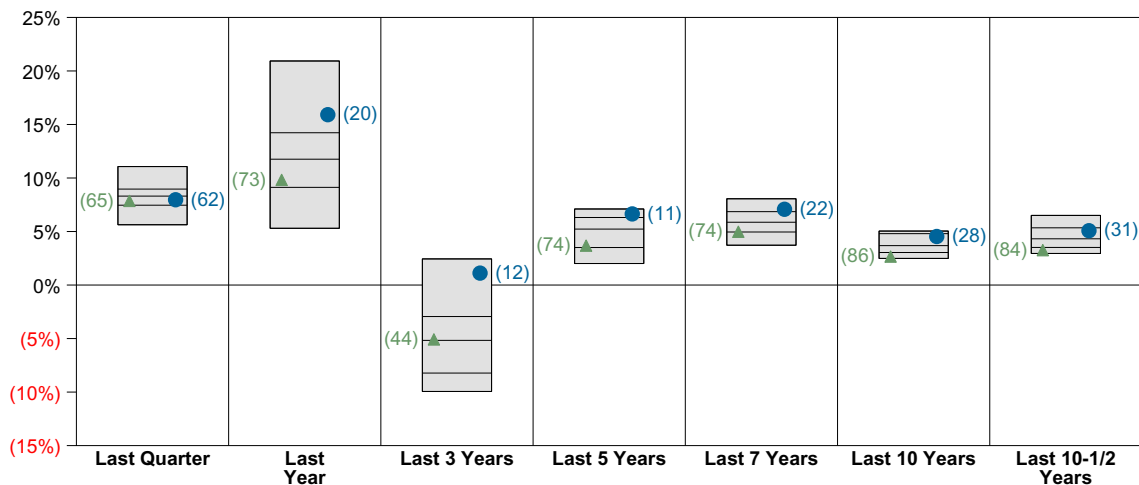 25%
20%
15%
10%
5%
0%
(5%)
(10%)
(15%)
(65)
(62)
(73)
(20)
(44)
(12)
(74)
(11)
(74)
(22)
(86)
(28)
(84)
(31)
Last Quarter
Last
Year
Last 3 Years
Last 5 Years
Last 7 Years
Last 10 Years
Last 10-1/2
Years